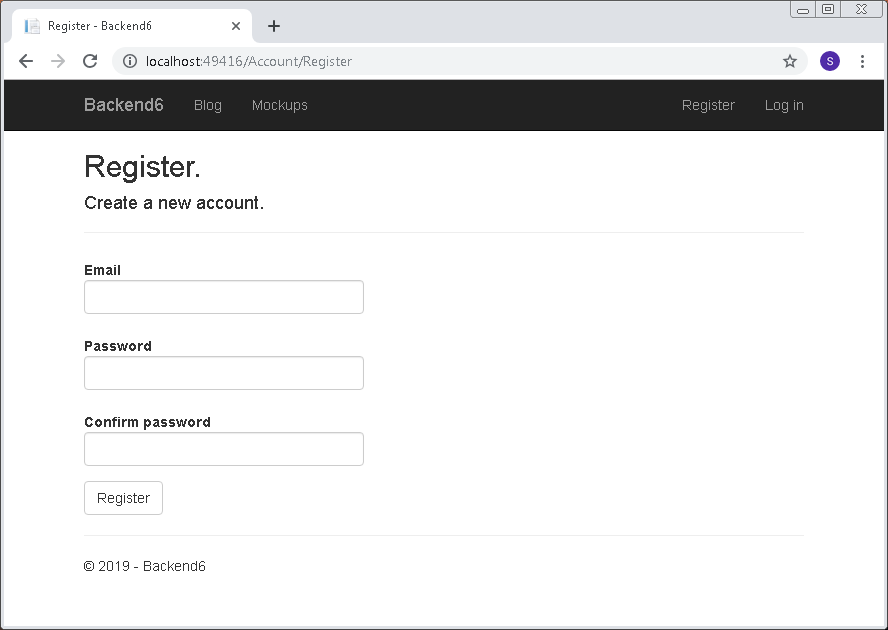 Register - Backend6
localhost:49416/Account/Register
S
Backend6 Blog Mockups Register Log in
Register.
Create a new account.
Email
Password
Confirm password
Register
© 2019 - Backend6